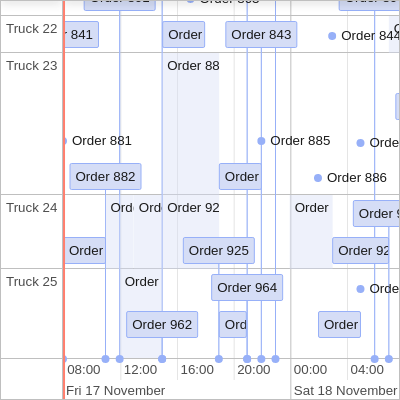 Truck 22
841
Order
Order 843
Order 844
Truck 23
Order 88
Order 881
Order 885
Orde
Order 882
Order
Order 886
Truck 24
Ord
Ord
Order 92
Order
Order 9
Order
Order 925
Order 92
Truck 25
Order
Order 964
Orde
Order 962
Ord
Order
08:00
12:00
16:00
20:00
00:00
04:00
Fri 17 November
Sat 18 November